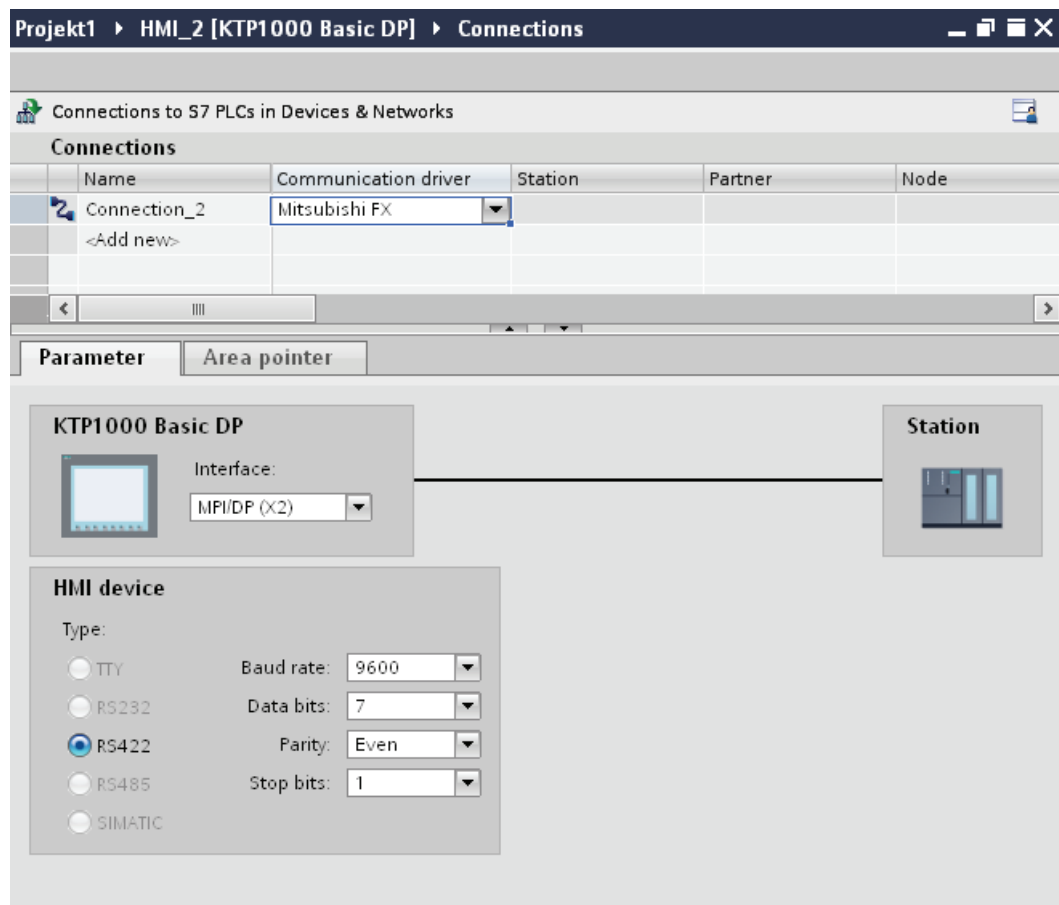 Projekt1 ▸ HMI_2 [KTP1000 Basic DP] ▸ Connections
Connections to S7 PLCs in Devices & Networks
Connections
Name Communication driver Station Partner Node
Connection_2 Mitsubishi FX
<Add new>
Parameter Area pointer
KTP1000 Basic DP
Station
Interface:
MPI/DP (X2)
HMI device
Type:
TTY Baud rate: 9600
RS232 Data bits: 7
RS422 Parity: Even
RS485 Stop bits: 1
SIMATIC